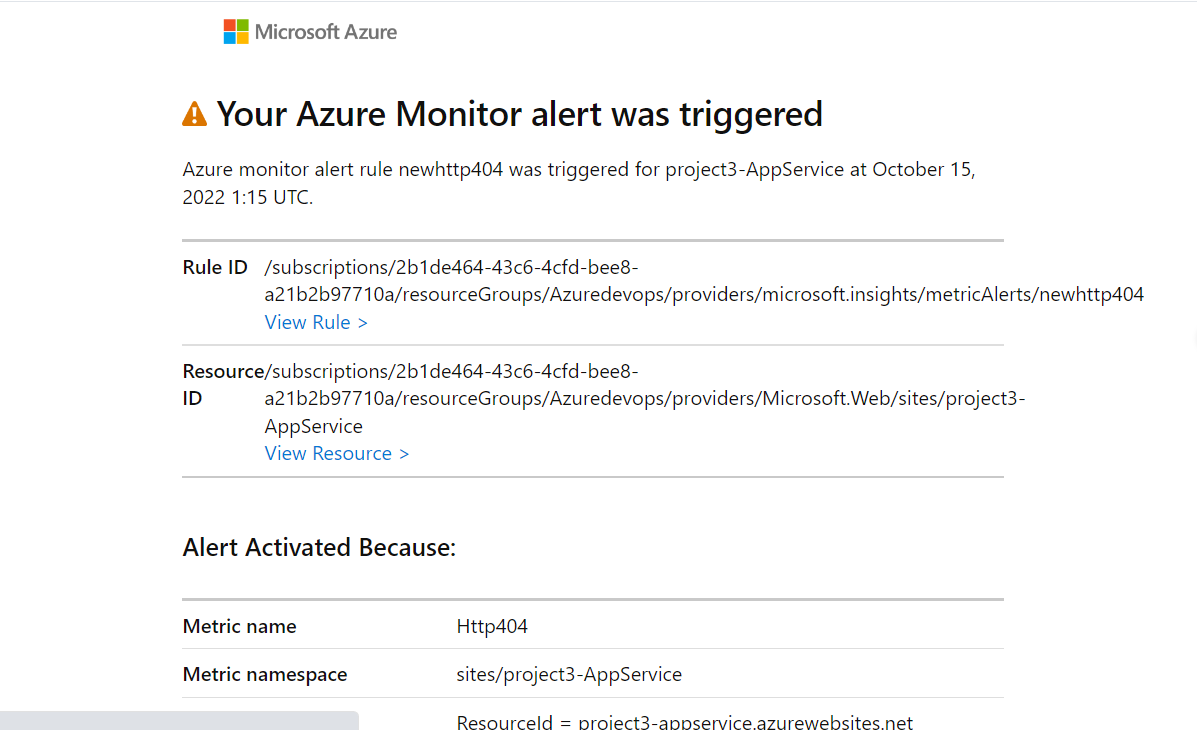 Microsoft Azure
Your Azure Monitor alert was triggered
Azure monitor alert rule newhttp404 was triggered for project3-AppService at October 15,
2022 1:15 UTC.
Rule ID /subscriptions/2b1de464-43c6-4cfd-bee8-
a21b2b97710a/resourceGroups/Azuredevops/providers/microsoft.insights/metricAlerts/newhttp404
View Rule >
Resource /subscriptions/2b1de464-43c6-4cfd-bee8-
ID a21b2b97710a/resourceGroups/Azuredevops/providers/Microsoft.Web/sites/project3-
AppService
View Resource >
Alert Activated Because:
Metric name Http404
Metric namespace sites/project3-AppService
ResourceId = project3-appservice.azurewebsites.net